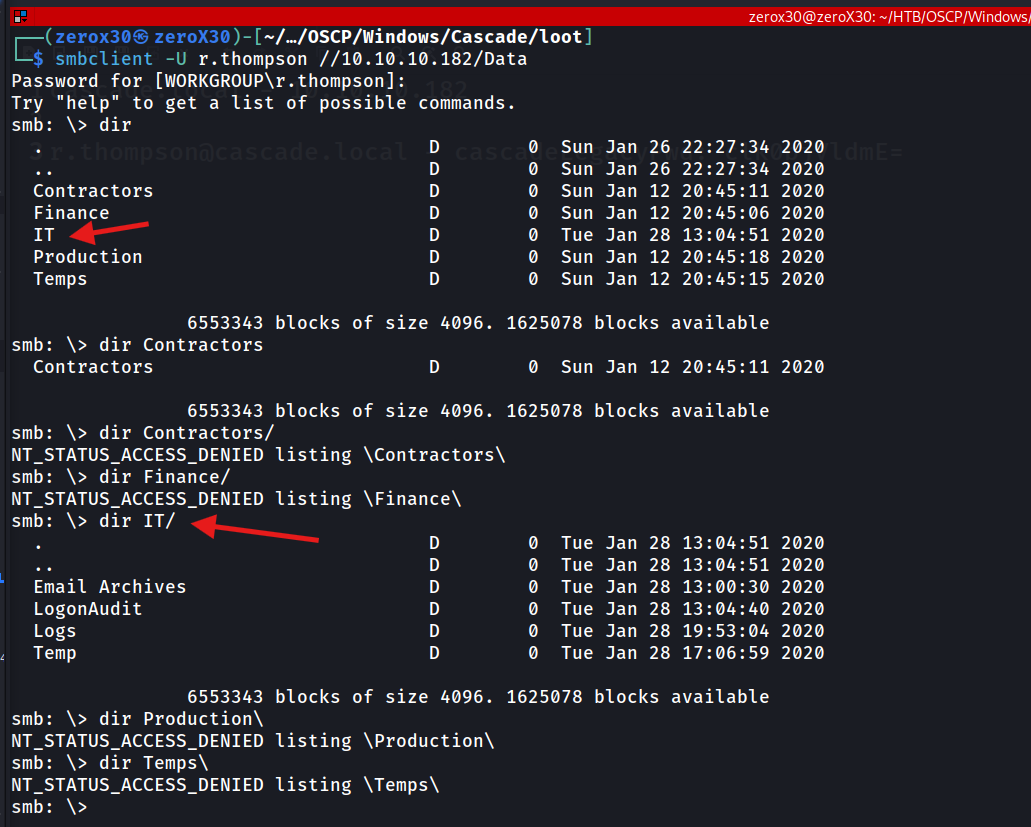 zerox30@zeroX30: ~/HTB/OSCP/Windows/
┌──(zerox30㉿zeroX30)-[~/…/OSCP/Windows/Cascade/loot]
└─$ smbclient -U r.thompson //10.10.10.182/Data
Password for [WORKGROUP\r.thompson]:
Try "help" to get a list of possible commands.
smb: \> dir
  .                                   D        0  Sun Jan 26 22:27:34 2020
  ..                                  D        0  Sun Jan 26 22:27:34 2020
  Contractors                         D        0  Sun Jan 12 20:45:11 2020
  Finance                             D        0  Sun Jan 12 20:45:06 2020
  IT                                  D        0  Tue Jan 28 13:04:51 2020
  Production                          D        0  Sun Jan 12 20:45:18 2020
  Temps                               D        0  Sun Jan 12 20:45:15 2020
                6553343 blocks of size 4096. 1625078 blocks available
smb: \> dir Contractors
  Contractors                         D        0  Sun Jan 12 20:45:11 2020
                6553343 blocks of size 4096. 1625078 blocks available
smb: \> dir Contractors/
NT_STATUS_ACCESS_DENIED listing \Contractors\
smb: \> dir Finance/
NT_STATUS_ACCESS_DENIED listing \Finance\
smb: \> dir IT/
  .                                   D        0  Tue Jan 28 13:04:51 2020
  ..                                  D        0  Tue Jan 28 13:04:51 2020
  Email Archives                      D        0  Tue Jan 28 13:00:30 2020
  LogonAudit                          D        0  Tue Jan 28 13:04:40 2020
  Logs                                D        0  Tue Jan 28 19:53:04 2020
  Temp                                D        0  Tue Jan 28 17:06:59 2020
                6553343 blocks of size 4096. 1625078 blocks available
smb: \> dir Production\
NT_STATUS_ACCESS_DENIED listing \Production\
smb: \> dir Temps\
NT_STATUS_ACCESS_DENIED listing \Temps\
smb: \>